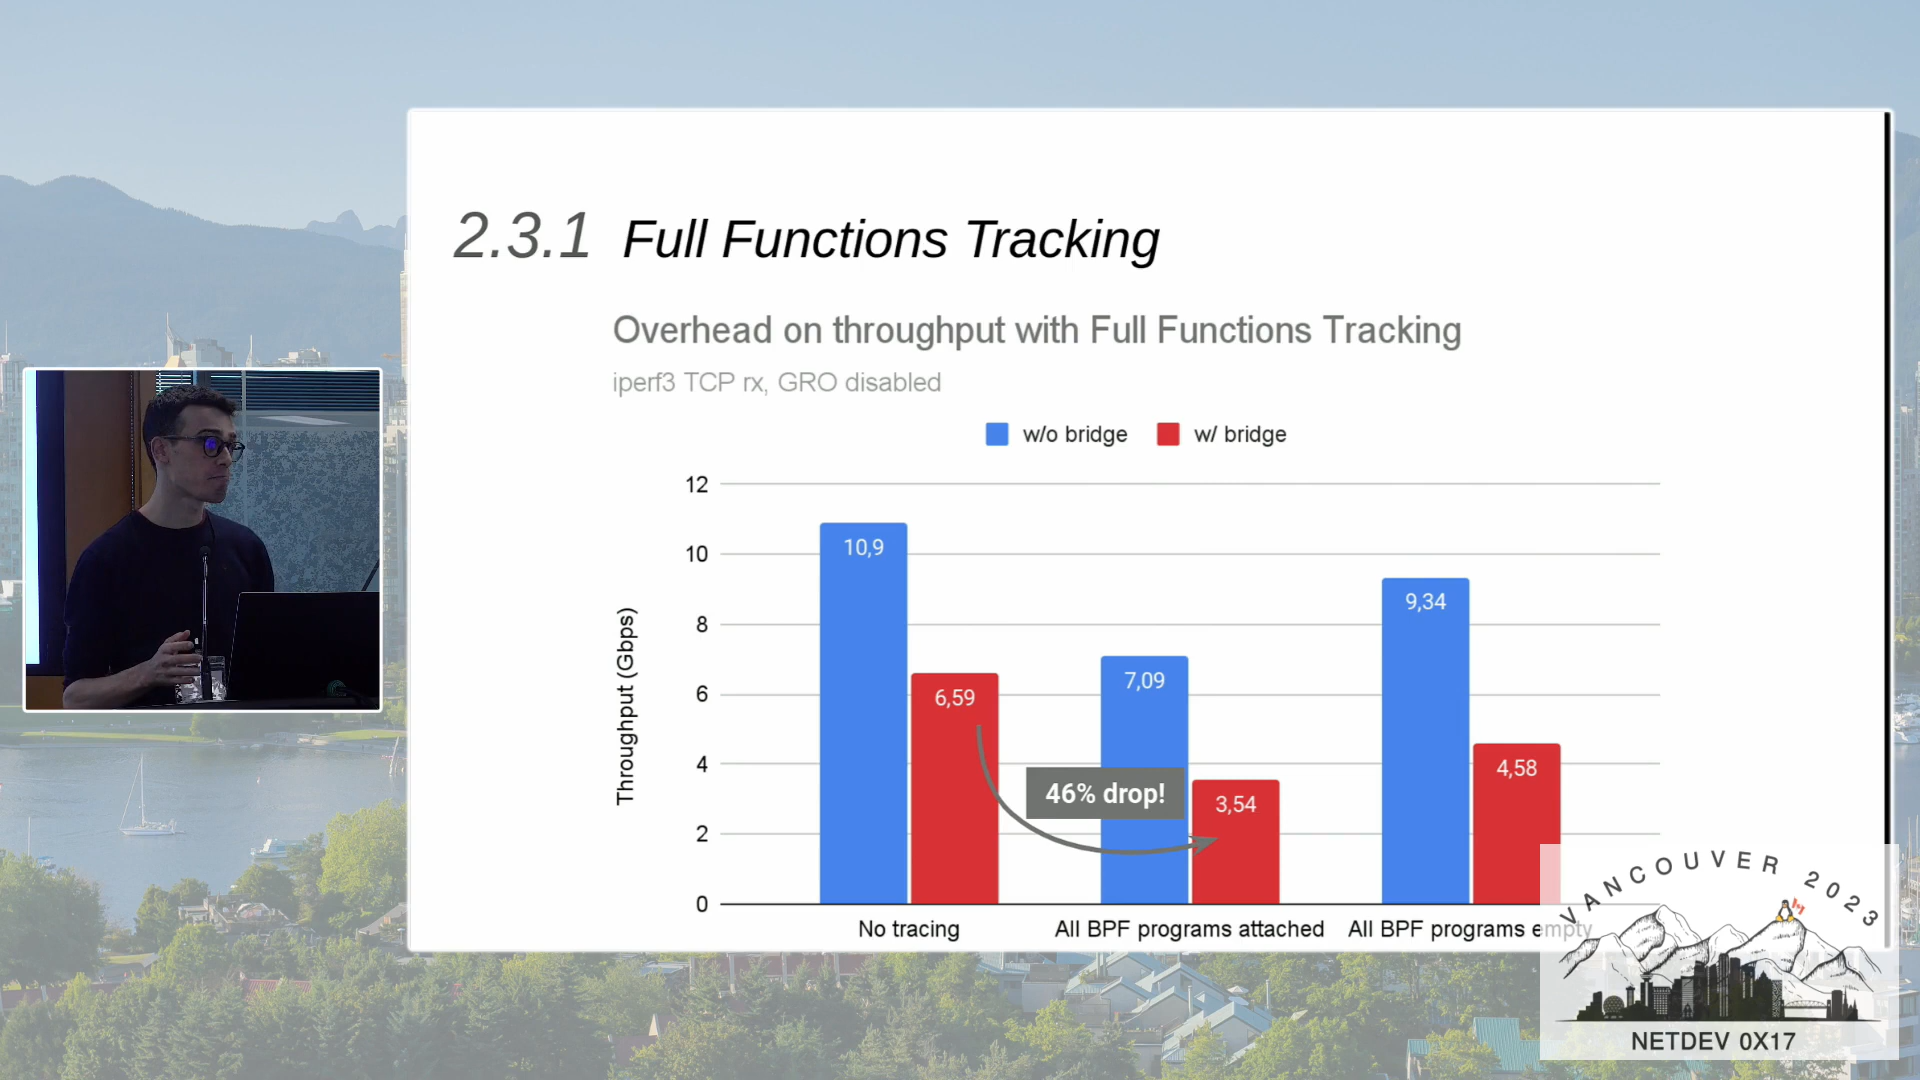 2.3.1 Full Functions Tracking
Overhead on throughput with Full Functions Tracking
iperf3 TCP rx, GRO disabled
w/o bridge
w/ bridge
Throughput (Gbps)
12
10
8
6
4
2
0
10,9
6,59
7,09
3,54
9,34
4,58
46% drop!
No tracing
All BPF programs attached
All BPF programs empty
VANCOUVER 2023
NETDEV 0X17